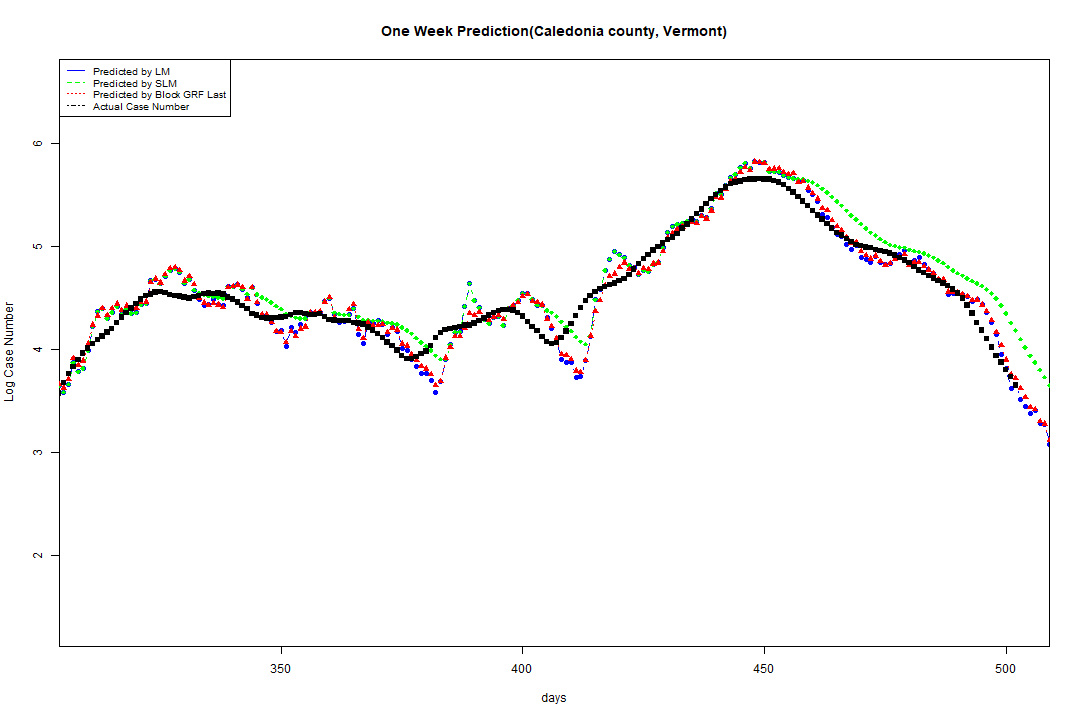 One Week Prediction(Caledonia county, Vermont)
Predicted by LM
Predicted by SLM
Predicted by Block GRF Last
Actual Case Number
6
5
4
3
2
Log Case Number
350 400 450 500
days